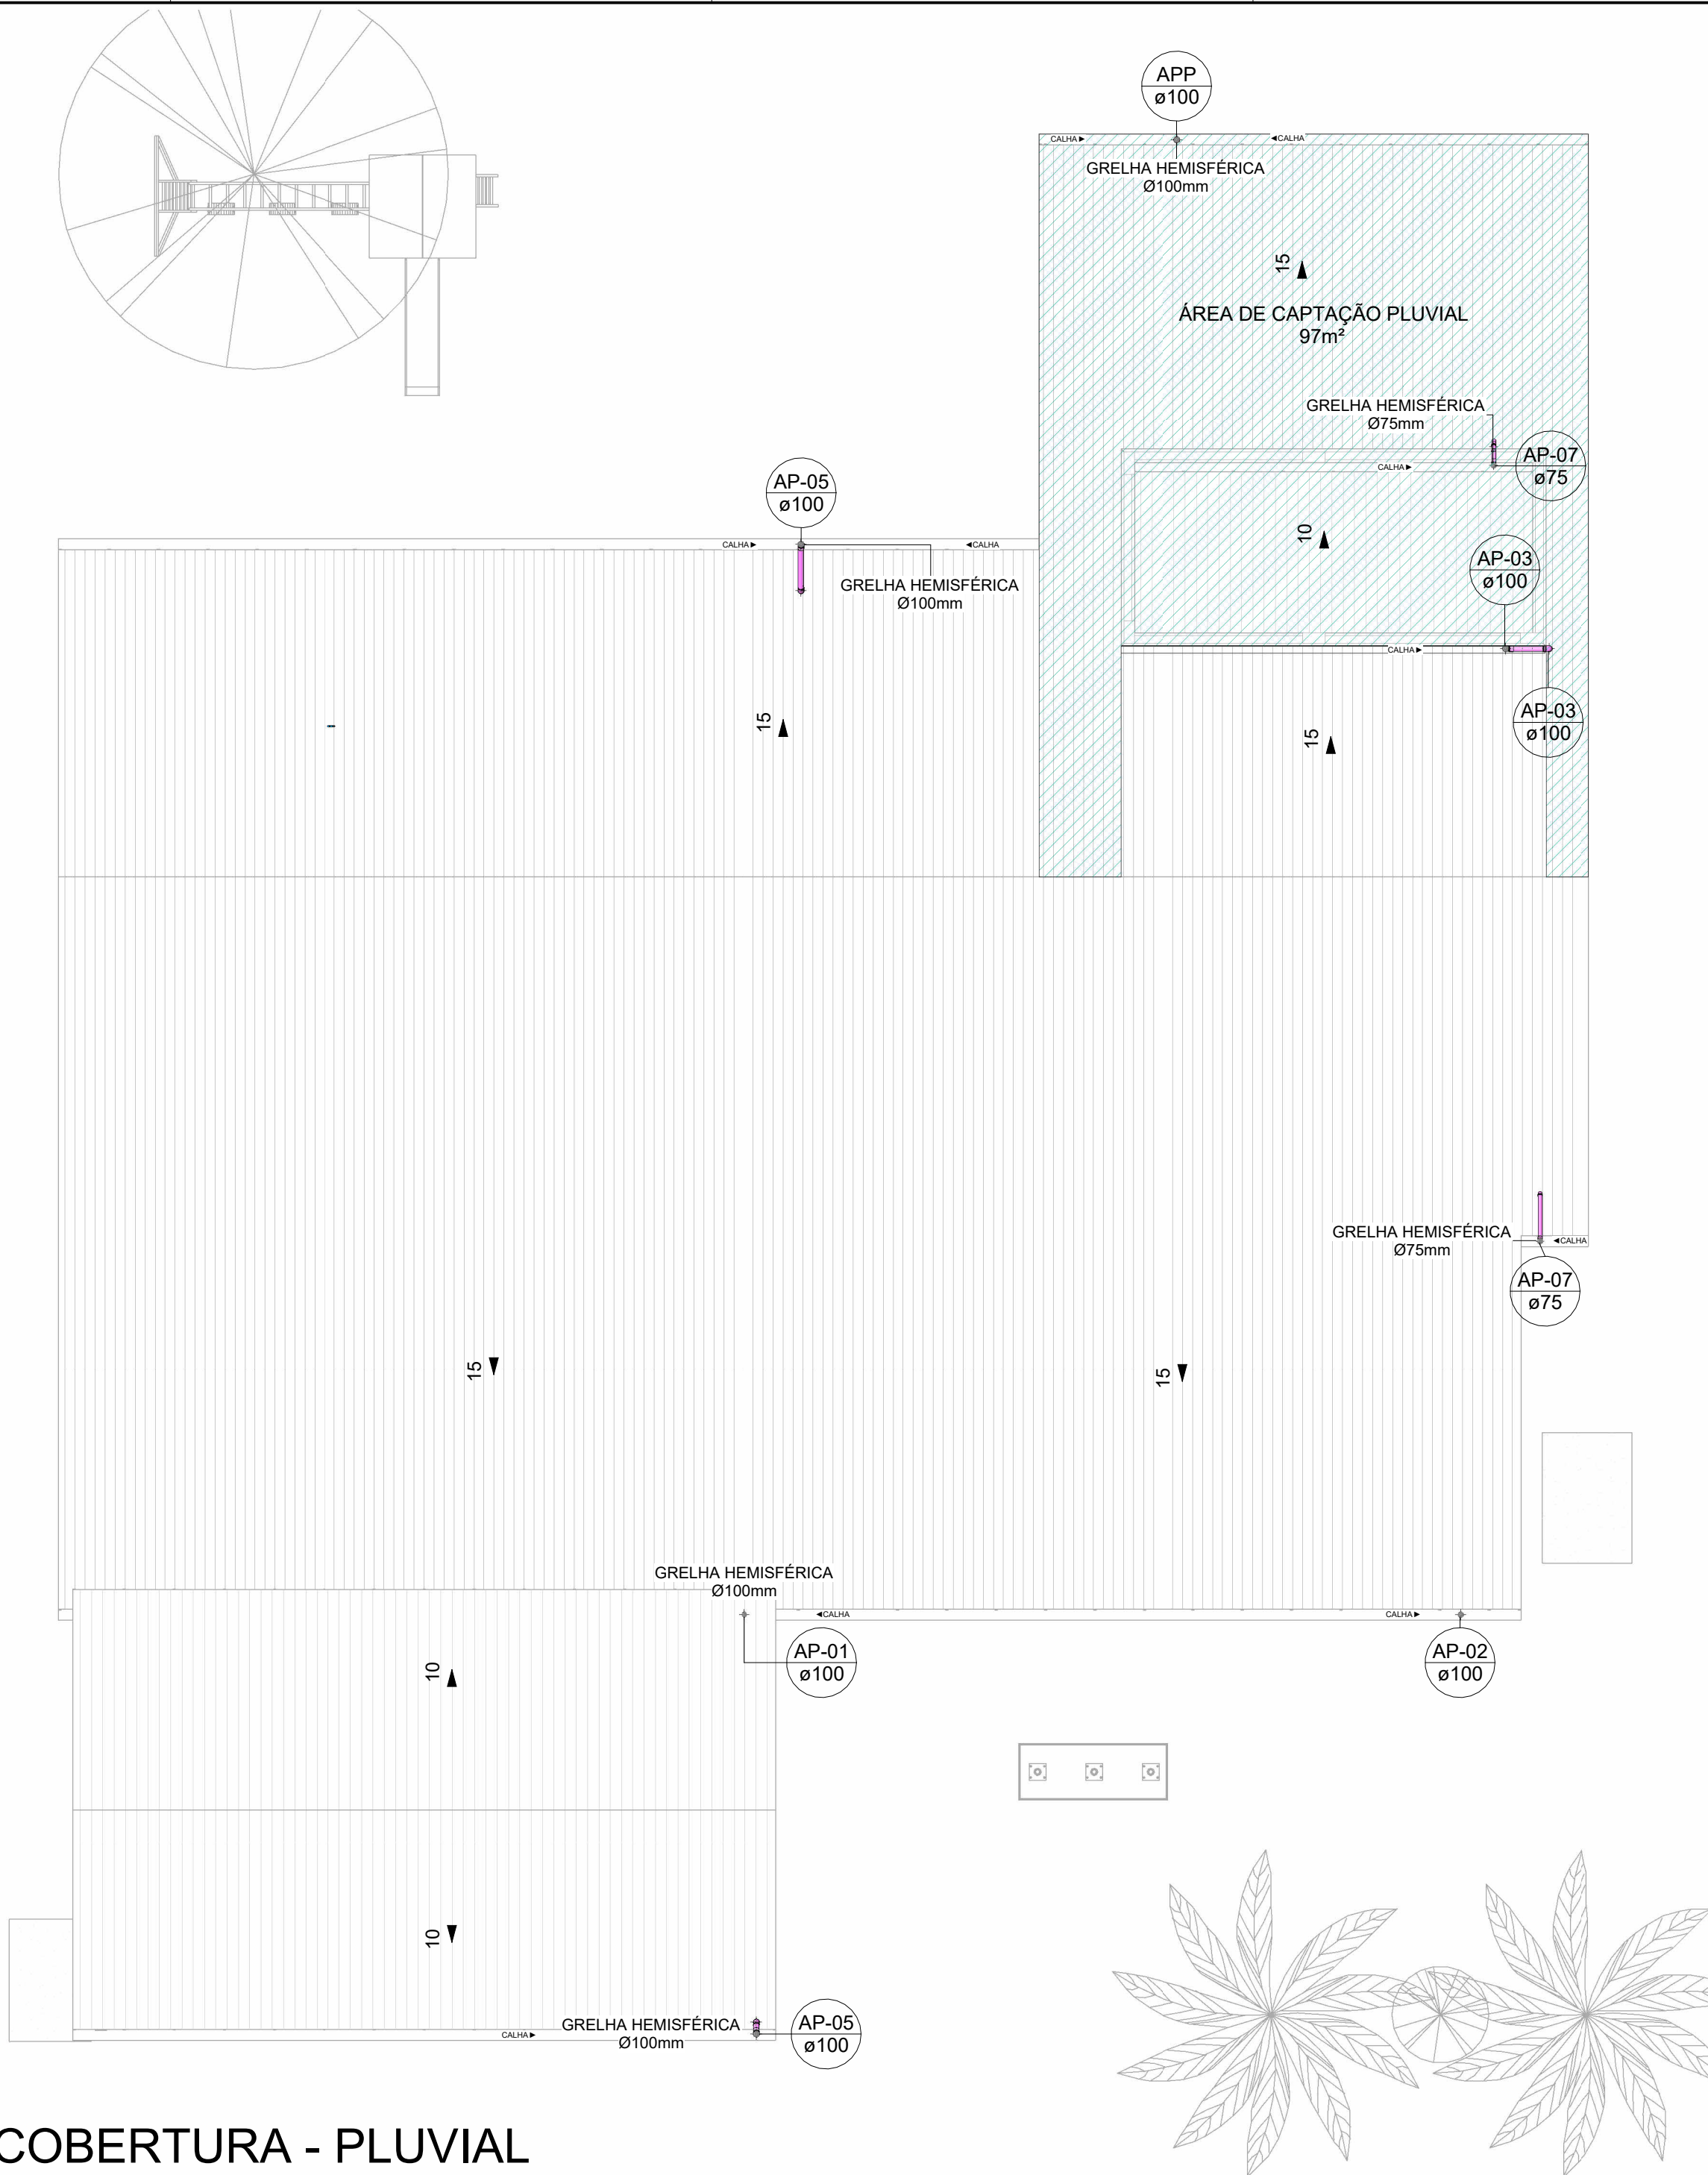 APP
ø100
CALHA
CALHA
GRELHA HEMISFÉRICA
Ø100mm
15
ÁREA DE CAPTAÇÃO PLUVIAL
97m²
GRELHA HEMISFÉRICA
Ø75mm
AP-07
ø75
CALHA
AP-05
ø100
CALHA
CALHA
GRELHA HEMISFÉRICA
Ø100mm
10
AP-03
ø100
CALHA
AP-03
ø100
15
15
GRELHA HEMISFÉRICA
Ø75mm
CALHA
AP-07
ø75
15
15
GRELHA HEMISFÉRICA
Ø100mm
CALHA
CALHA
AP-01
ø100
AP-02
ø100
10
10
CALHA
GRELHA HEMISFÉRICA
Ø100mm
AP-05
ø100
COBERTURA - PLUVIAL